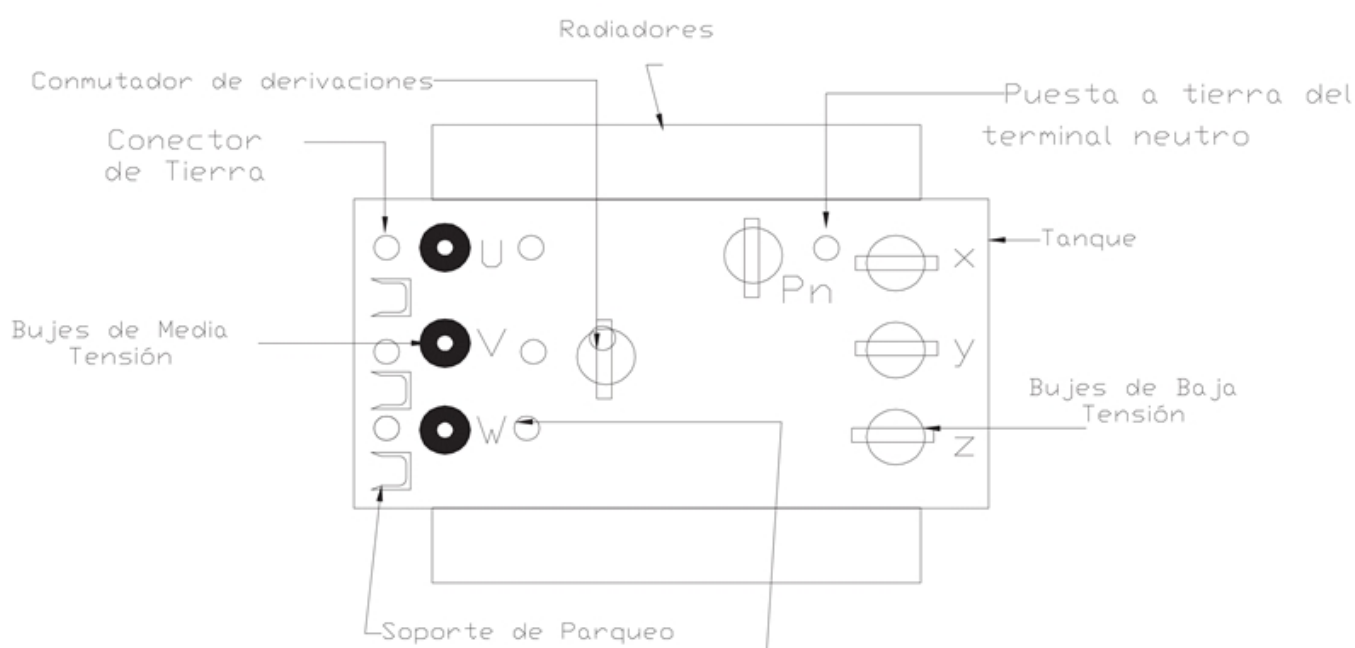 Radiadores
Conmutador de derivaciones
Puesta a tierra del
terminal neutro
Conector
de Tierra
Tanque
U
x
Pn
Bujes de Media
Tensión
V
y
Bujes de Baja
Tensión
W
z
Soporte de Parqueo